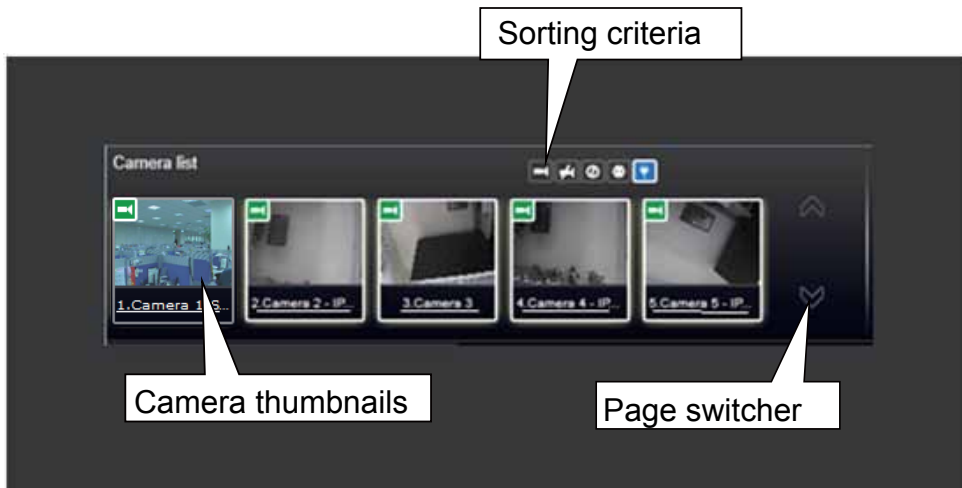 Sorting criteria
Camera list
1.Camera 1 S...
2.Camera 2 - IP...
3.Camera 3
4.Camera 4 - IP...
5.Camera 5 - IP...
Camera thumbnails
Page switcher